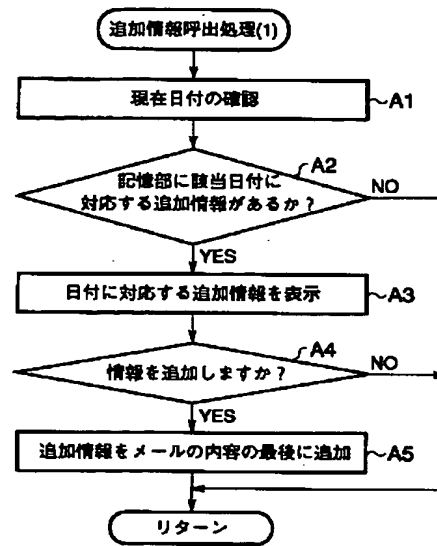 追加情報呼出処理(1)
現在日付の確認
A1
A2
記憶部に該当日付に
対応する追加情報があるか？
NO
YES
日付に対応する追加情報を表示
A3
A4
情報を追加しますか？
NO
YES
追加情報をメールの内容の最後に追加
A5
リターン